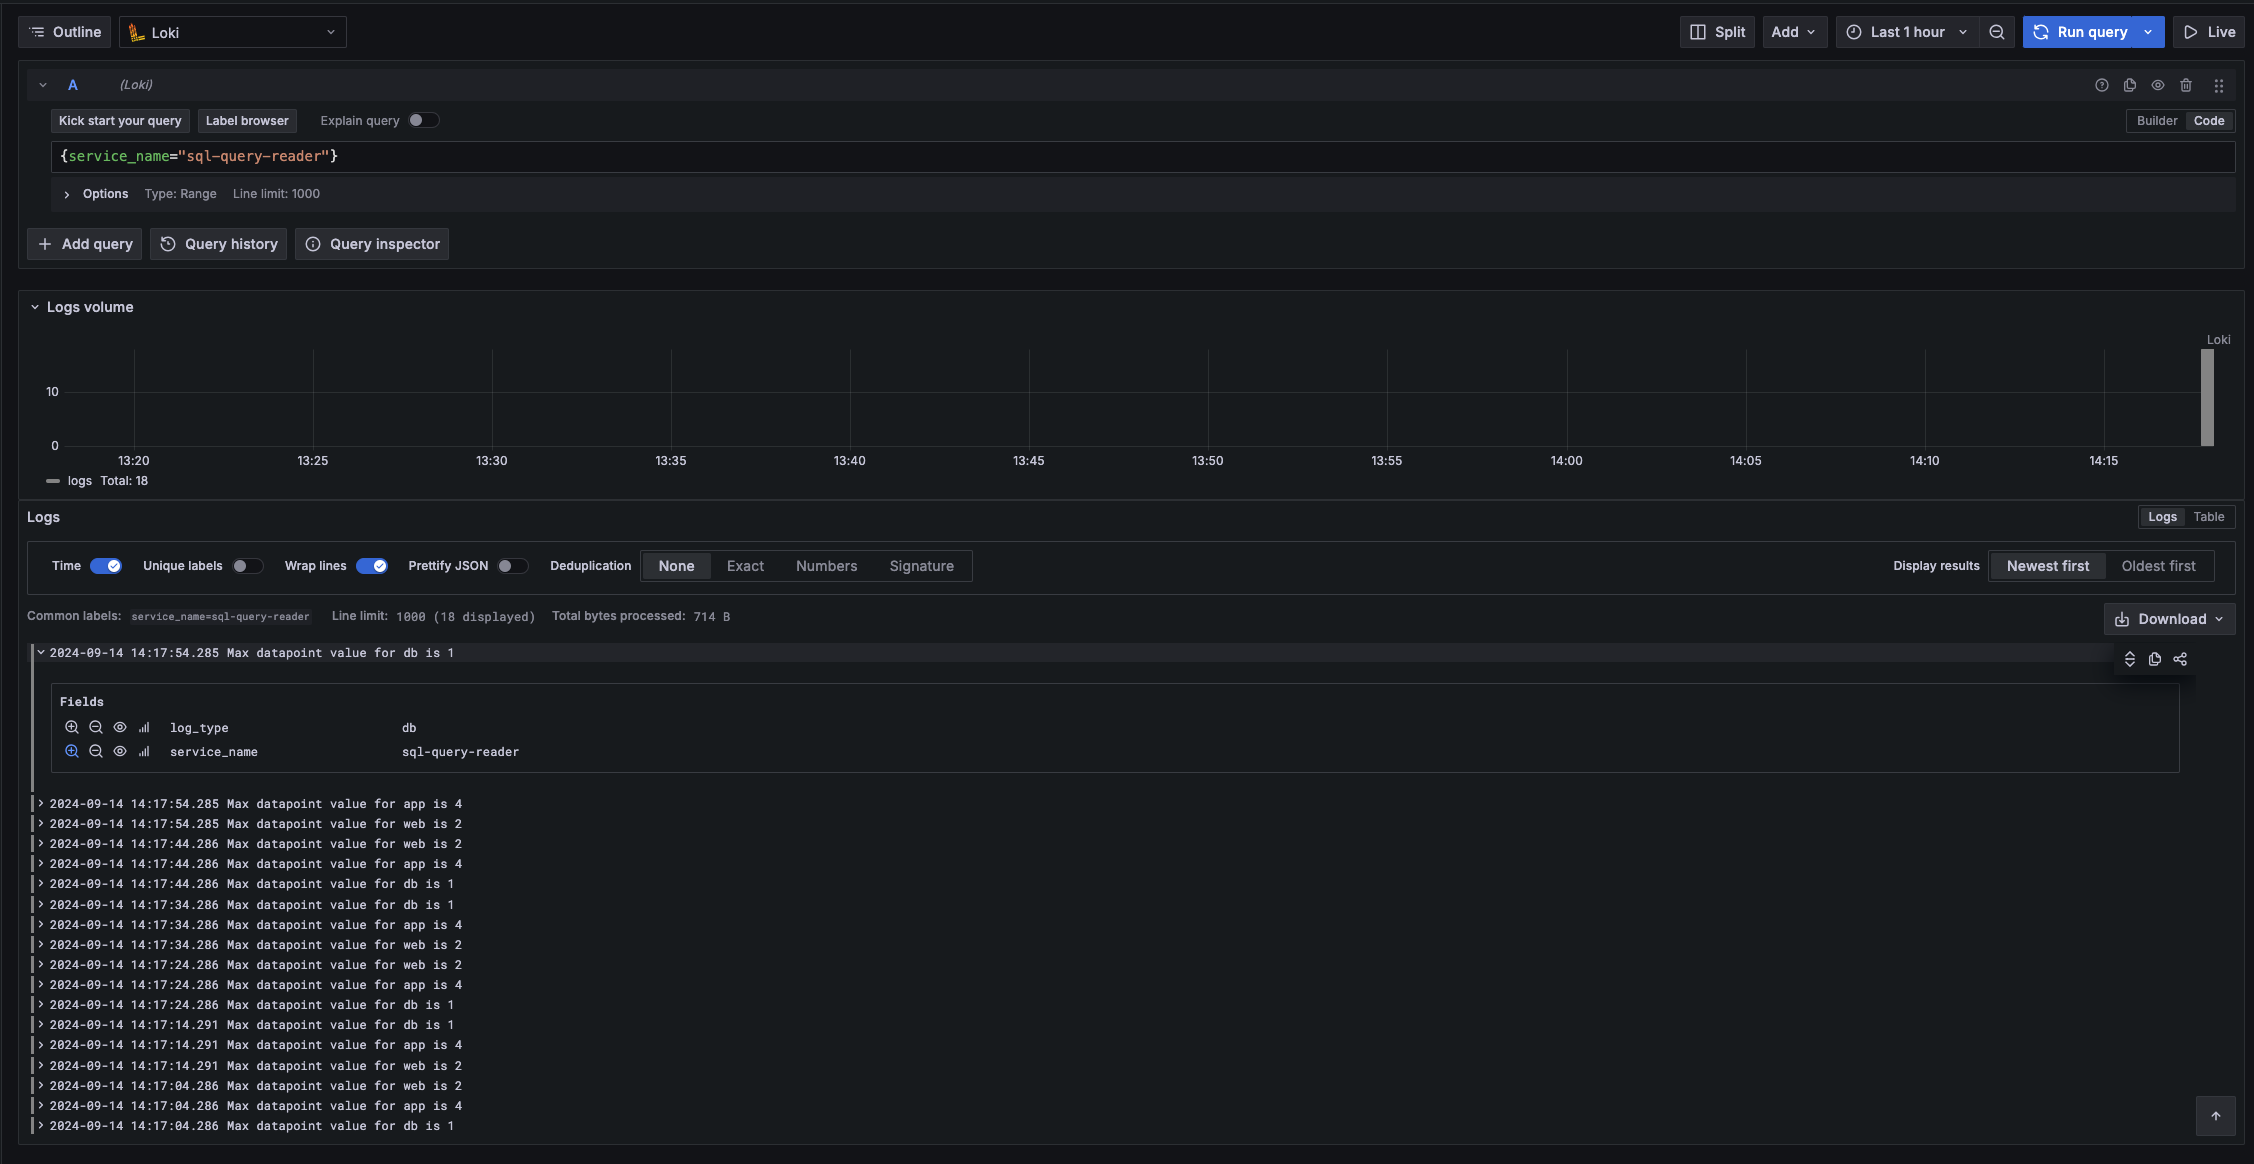 Outline Loki Split Add Last 1 hour Run query Live
A (Loki)
Kick start your query Label browser Explain query Builder Code
{service_name="sql-query-reader"}
Options Type: Range Line limit: 1000
Add query Query history Query inspector
Logs volume
Loki
10
0
13:20 13:25 13:30 13:35 13:40 13:45 13:50 13:55 14:00 14:05 14:10 14:15
logs Total: 18
Logs Logs Table
Time Unique labels Wrap lines Prettify JSON Deduplication None Exact Numbers Signature Display results Newest first Oldest first
Common labels: service_name=sql-query-reader Line limit: 1000 (18 displayed) Total bytes processed: 714 B Download
2024-09-14 14:17:54.285 Max datapoint value for db is 1
Fields
log_type db
service_name sql-query-reader
2024-09-14 14:17:54.285 Max datapoint value for app is 4
2024-09-14 14:17:54.285 Max datapoint value for web is 2
2024-09-14 14:17:44.286 Max datapoint value for web is 2
2024-09-14 14:17:44.286 Max datapoint value for app is 4
2024-09-14 14:17:44.286 Max datapoint value for db is 1
2024-09-14 14:17:34.286 Max datapoint value for db is 1
2024-09-14 14:17:34.286 Max datapoint value for app is 4
2024-09-14 14:17:34.286 Max datapoint value for web is 2
2024-09-14 14:17:24.286 Max datapoint value for web is 2
2024-09-14 14:17:24.286 Max datapoint value for app is 4
2024-09-14 14:17:24.286 Max datapoint value for db is 1
2024-09-14 14:17:14.291 Max datapoint value for db is 1
2024-09-14 14:17:14.291 Max datapoint value for app is 4
2024-09-14 14:17:14.291 Max datapoint value for web is 2
2024-09-14 14:17:04.286 Max datapoint value for web is 2
2024-09-14 14:17:04.286 Max datapoint value for app is 4
2024-09-14 14:17:04.286 Max datapoint value for db is 1